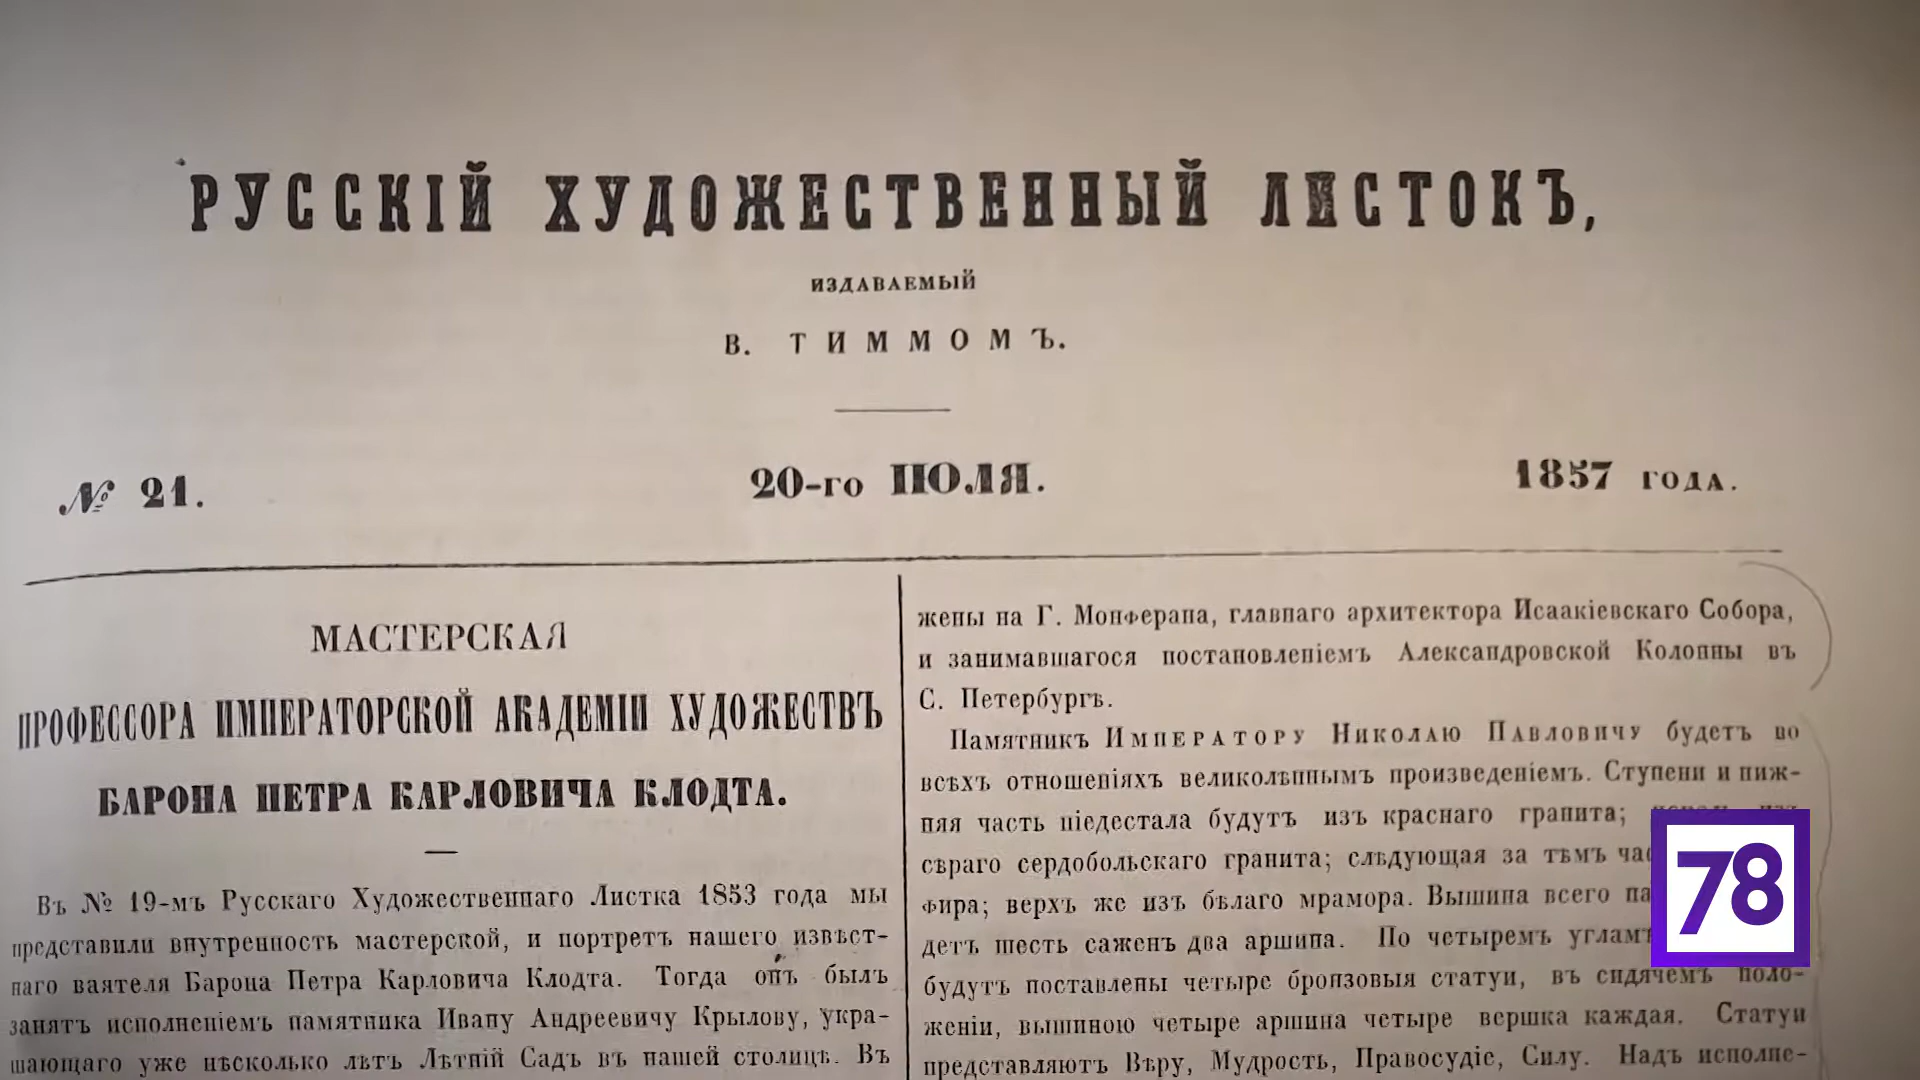 РУССКІЙ ХУДОЖЕСТВЕННЫЙ ЛИСТОКЪ,
ИЗДАВАЕМЫЙ
В. ТИММОМЪ.
№ 21.
20-го ІЮЛЯ.
1857 ГОДА.
МАСТЕРСКАЯ
ПРОФЕССОРА ИМПЕРАТОРСКОЙ АКАДЕМІИ ХУДОЖЕСТВЪ
БАРОНА ПЕТРА КАРЛОВИЧА КЛОДТА.
Въ № 19-мъ Русскаго Художественнаго Листка 1853 года мы
представили внутренность мастерской, и портретъ нашего извѣст-
наго ваятеля Барона Петра Карловича Клодта. Тогда онъ былъ
занятъ исполненіемъ памятника Ивану Андреевичу Крылову, укра-
шающаго уже нѣсколько лѣтъ Лѣтній Садъ въ нашей столицѣ. Въ
жены на Г. Монферана, главнаго архитектора Исаакіевскаго Собора,
и занимавшагося постановленіемъ Александровской Колонны въ
С. Петербургѣ.
Памятникъ Императору Николаю Павловичу будетъ во
всѣхъ отношеніяхъ великолѣпнымъ произведеніемъ. Ступени и ниж-
няя часть піедестала будутъ изъ краснаго гранита;
сѣраго сердобольскаго гранита; слѣдующая за тѣмъ
фира; верхъ же изъ бѣлаго мрамора. Вышина всего
детъ шесть саженъ два аршина. По четыремъ угламъ
будутъ поставлены четыре бронзовыя статуи, въ сидячемъ поло-
женіи, вышиною четыре аршина четыре вершка каждая. Статуи
представляютъ Вѣру, Мудрость, Правосудіе, Силу. Надъ исполне-
78